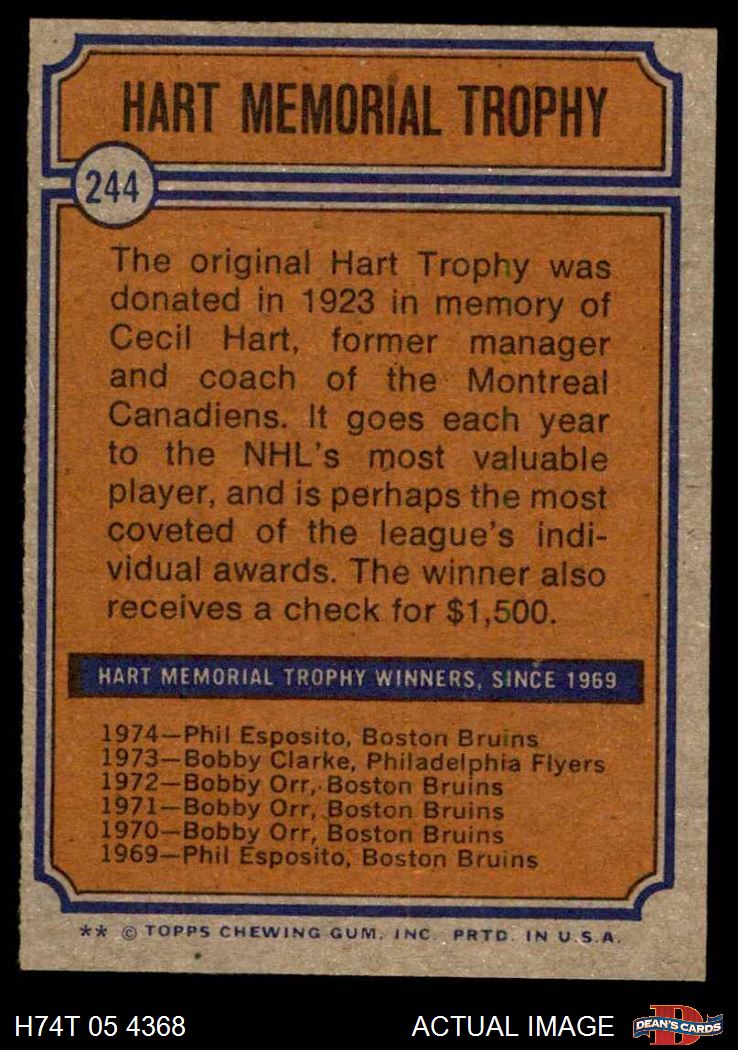 HART MEMORIAL TROPHY
244
The original Hart Trophy was
donated in 1923 in memory of
Cecil Hart, former manager
and coach of the Montreal
Canadiens. It goes each year
to the NHL's most valuable
player, and is perhaps the most
coveted of the league's indi-
vidual awards. The winner also
receives a check for $1,500.
HART MEMORIAL TROPHY WINNERS, SINCE 1969
1974—Phil Esposito, Boston Bruins
1973—Bobby Clarke, Philadelphia Flyers
1972—Bobby Orr, Boston Bruins
1971—Bobby Orr, Boston Bruins
1970—Bobby Orr, Boston Bruins
1969—Phil Esposito, Boston Bruins
** © TOPPS CHEWING GUM, INC. PRTD. IN U.S.A.
H74T 05 4368 ACTUAL IMAGE
D DEAN'S CARDS